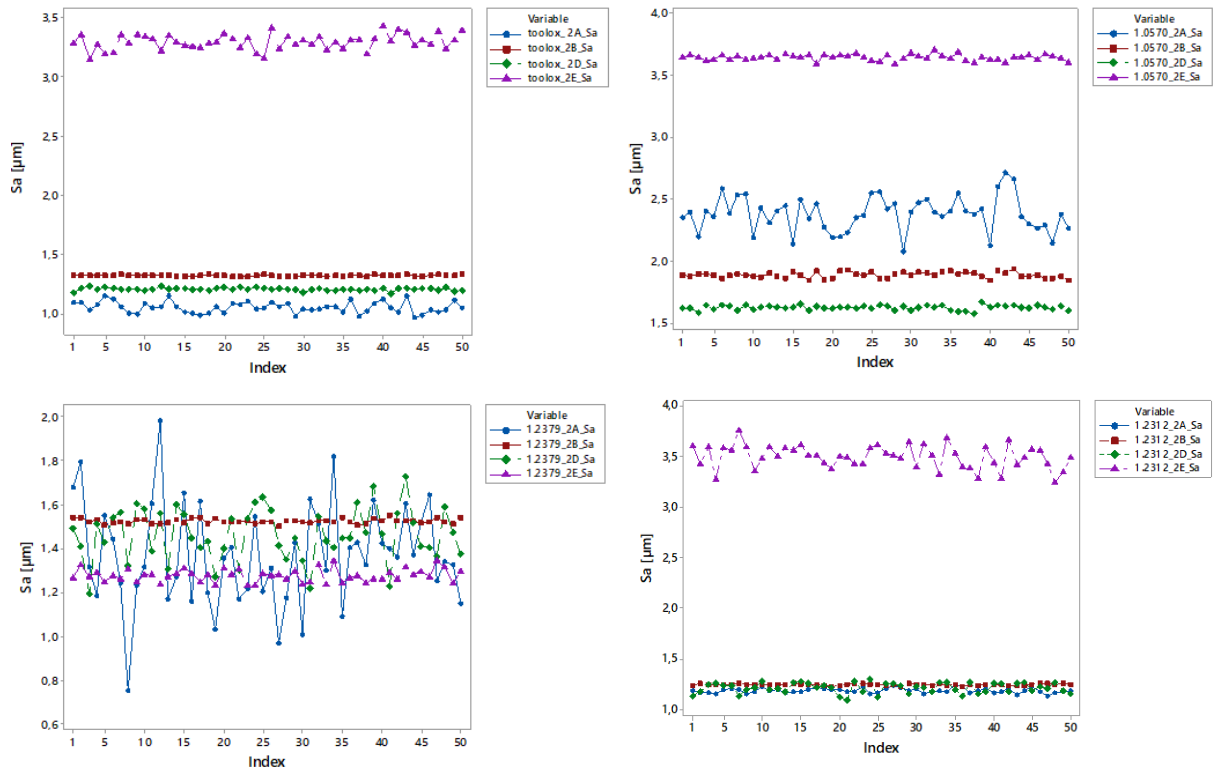 Variable
toolox_2A_Sa
toolox_2B_Sa
toolox_2D_Sa
toolox_2E_Sa
3,5
3,0
2,5
2,0
1,5
1,0
Sa [µm]
1 5 10 15 20 25 30 35 40 45 50
Index
Variable
1.0570_2A_Sa
1.0570_2B_Sa
1.0570_2D_Sa
1.0570_2E_Sa
4,0
3,5
3,0
2,5
2,0
1,5
Sa [µm]
1 5 10 15 20 25 30 35 40 45 50
Index
Variable
1.2379_2A_Sa
1.2379_2B_Sa
1.2379_2D_Sa
1.2379_2E_Sa
2,0
1,8
1,6
1,4
1,2
1,0
0,8
0,6
Sa [µm]
1 5 10 15 20 25 30 35 40 45 50
Index
Variable
1.2312_2A_Sa
1.2312_2B_Sa
1.2312_2D_Sa
1.2312_2E_Sa
4,0
3,5
3,0
2,5
2,0
1,5
1,0
Sa [µm]
1 5 10 15 20 25 30 35 40 45 50
Index